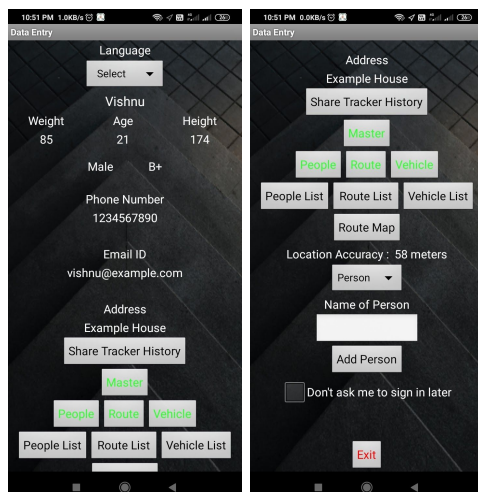 10:51 PM 1.0KB/s
Data Entry
Language
Select
Vishnu
Weight Age Height
85 21 174
Male B+
Phone Number
1234567890
Email ID
vishnu@example.com
Address
Example House
Share Tracker History
Master
People Route Vehicle
People List Route List Vehicle List
10:51 PM 0.0KB/s
Data Entry
Address
Example House
Share Tracker History
Master
People Route Vehicle
People List Route List Vehicle List
Route Map
Location Accuracy : 58 meters
Person
Name of Person
Add Person
Don't ask me to sign in later
Exit